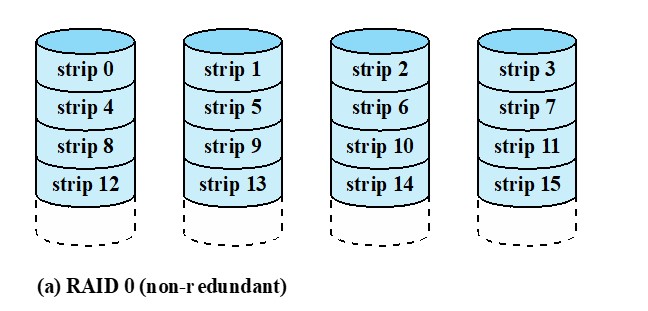 strip 0 strip 1 strip 2 strip 3
strip 4 strip 5 strip 6 strip 7
strip 8 strip 9 strip 10 strip 11
strip 12 strip 13 strip 14 strip 15
(a) RAID 0 (non-redundant)